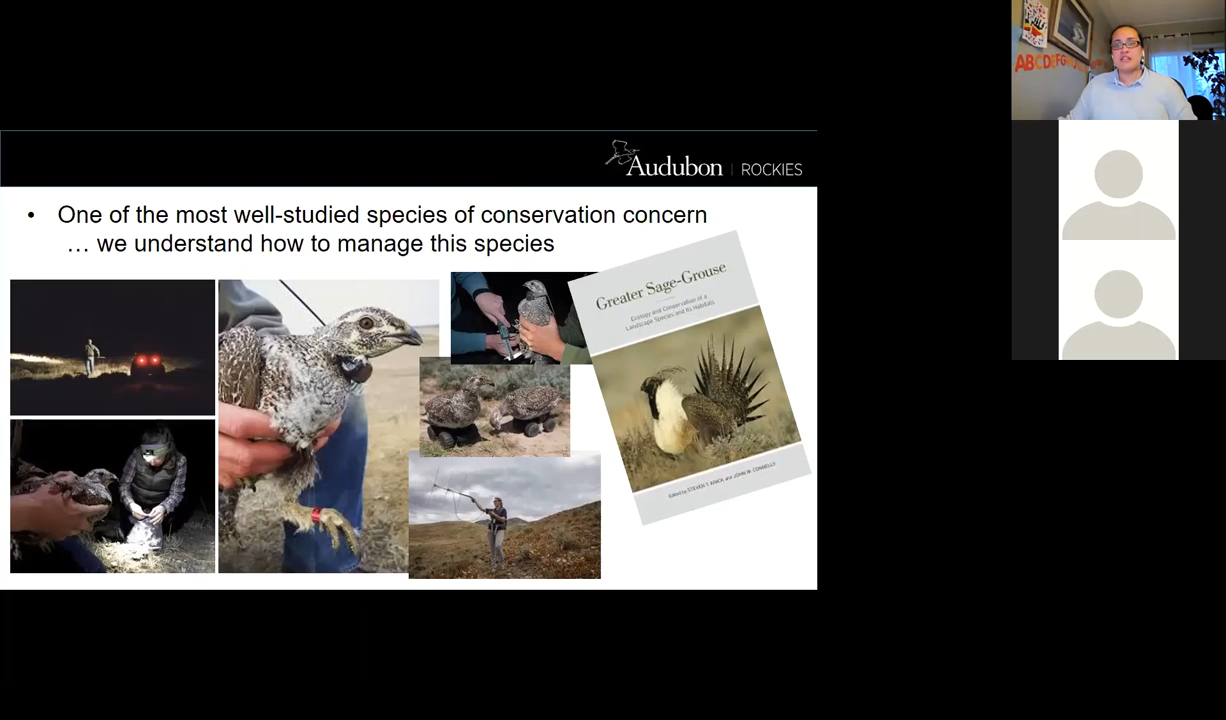 Audubon | ROCKIES
• One of the most well-studied species of conservation concern
… we understand how to manage this species
Greater Sage-Grouse
Ecology and Conservation of a
Landscape Species and Its Habitats
Edited by STEVEN T. KNICK and JOHN W. CONNELLY
ABCDEFG